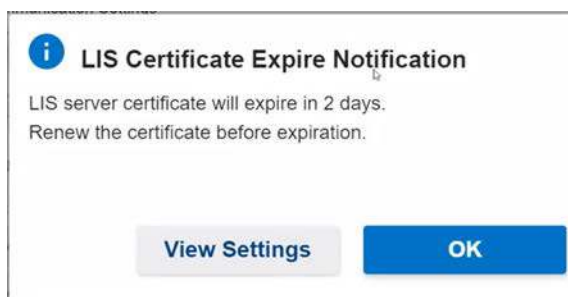 LIS Certificate Expire Notification
LIS server certificate will expire in 2 days.
Renew the certificate before expiration.
View Settings
OK